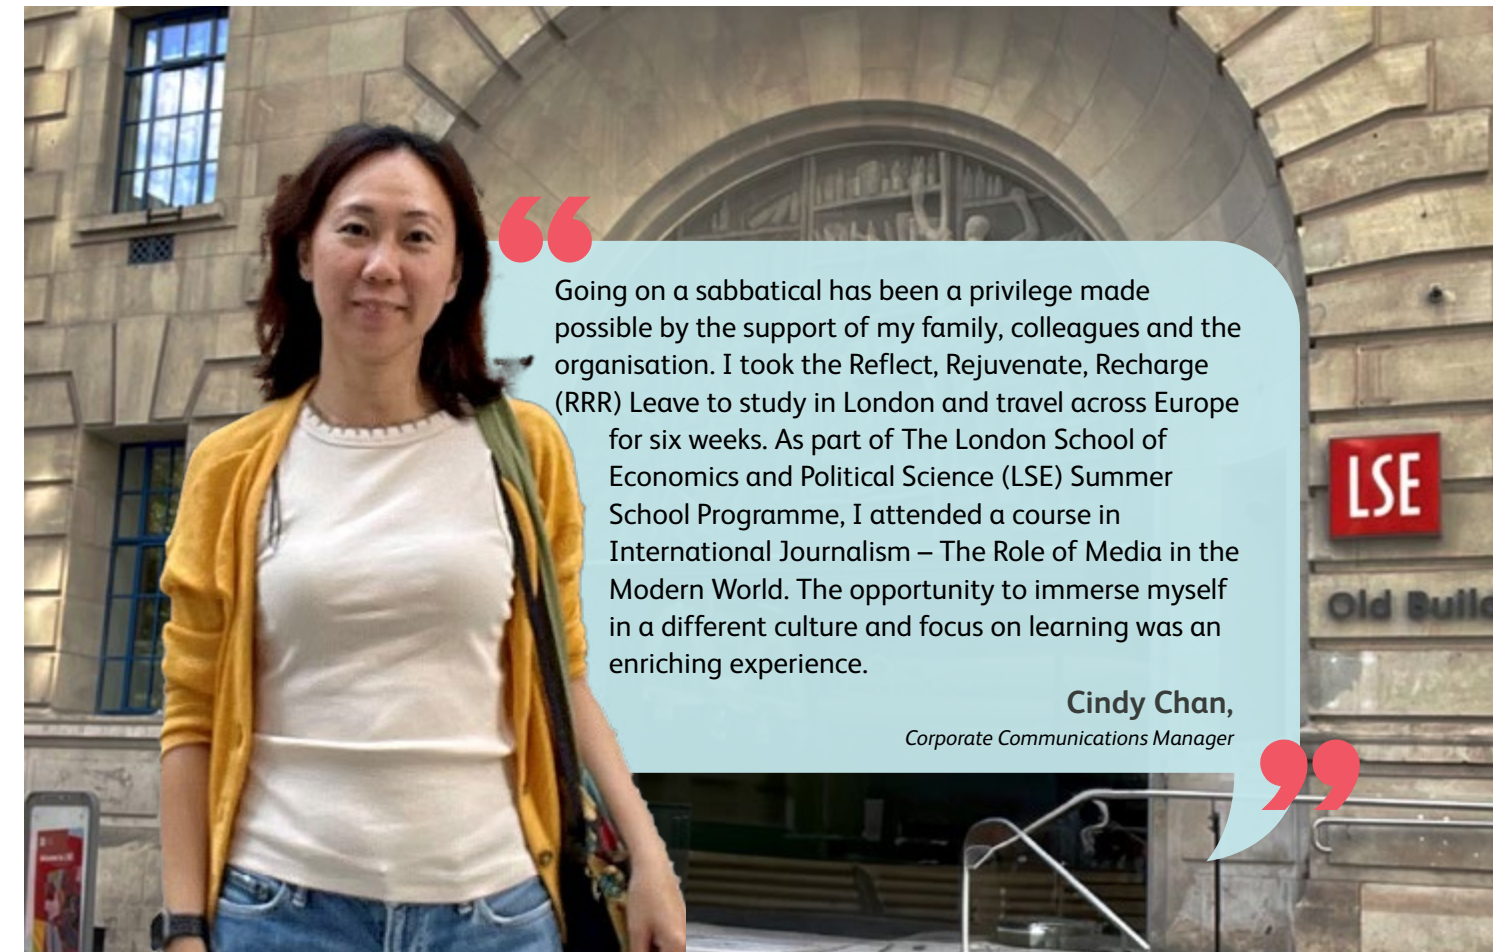 “
Going on a sabbatical has been a privilege made
possible by the support of my family, colleagues and the
organisation. I took the Reflect, Rejuvenate, Recharge
(RRR) Leave to study in London and travel across Europe
for six weeks. As part of The London School of
Economics and Political Science (LSE) Summer
School Programme, I attended a course in
International Journalism – The Role of Media in the
Modern World. The opportunity to immerse myself
in a different culture and focus on learning was an
enriching experience.
Cindy Chan,
Corporate Communications Manager
”
LSE
Old Build